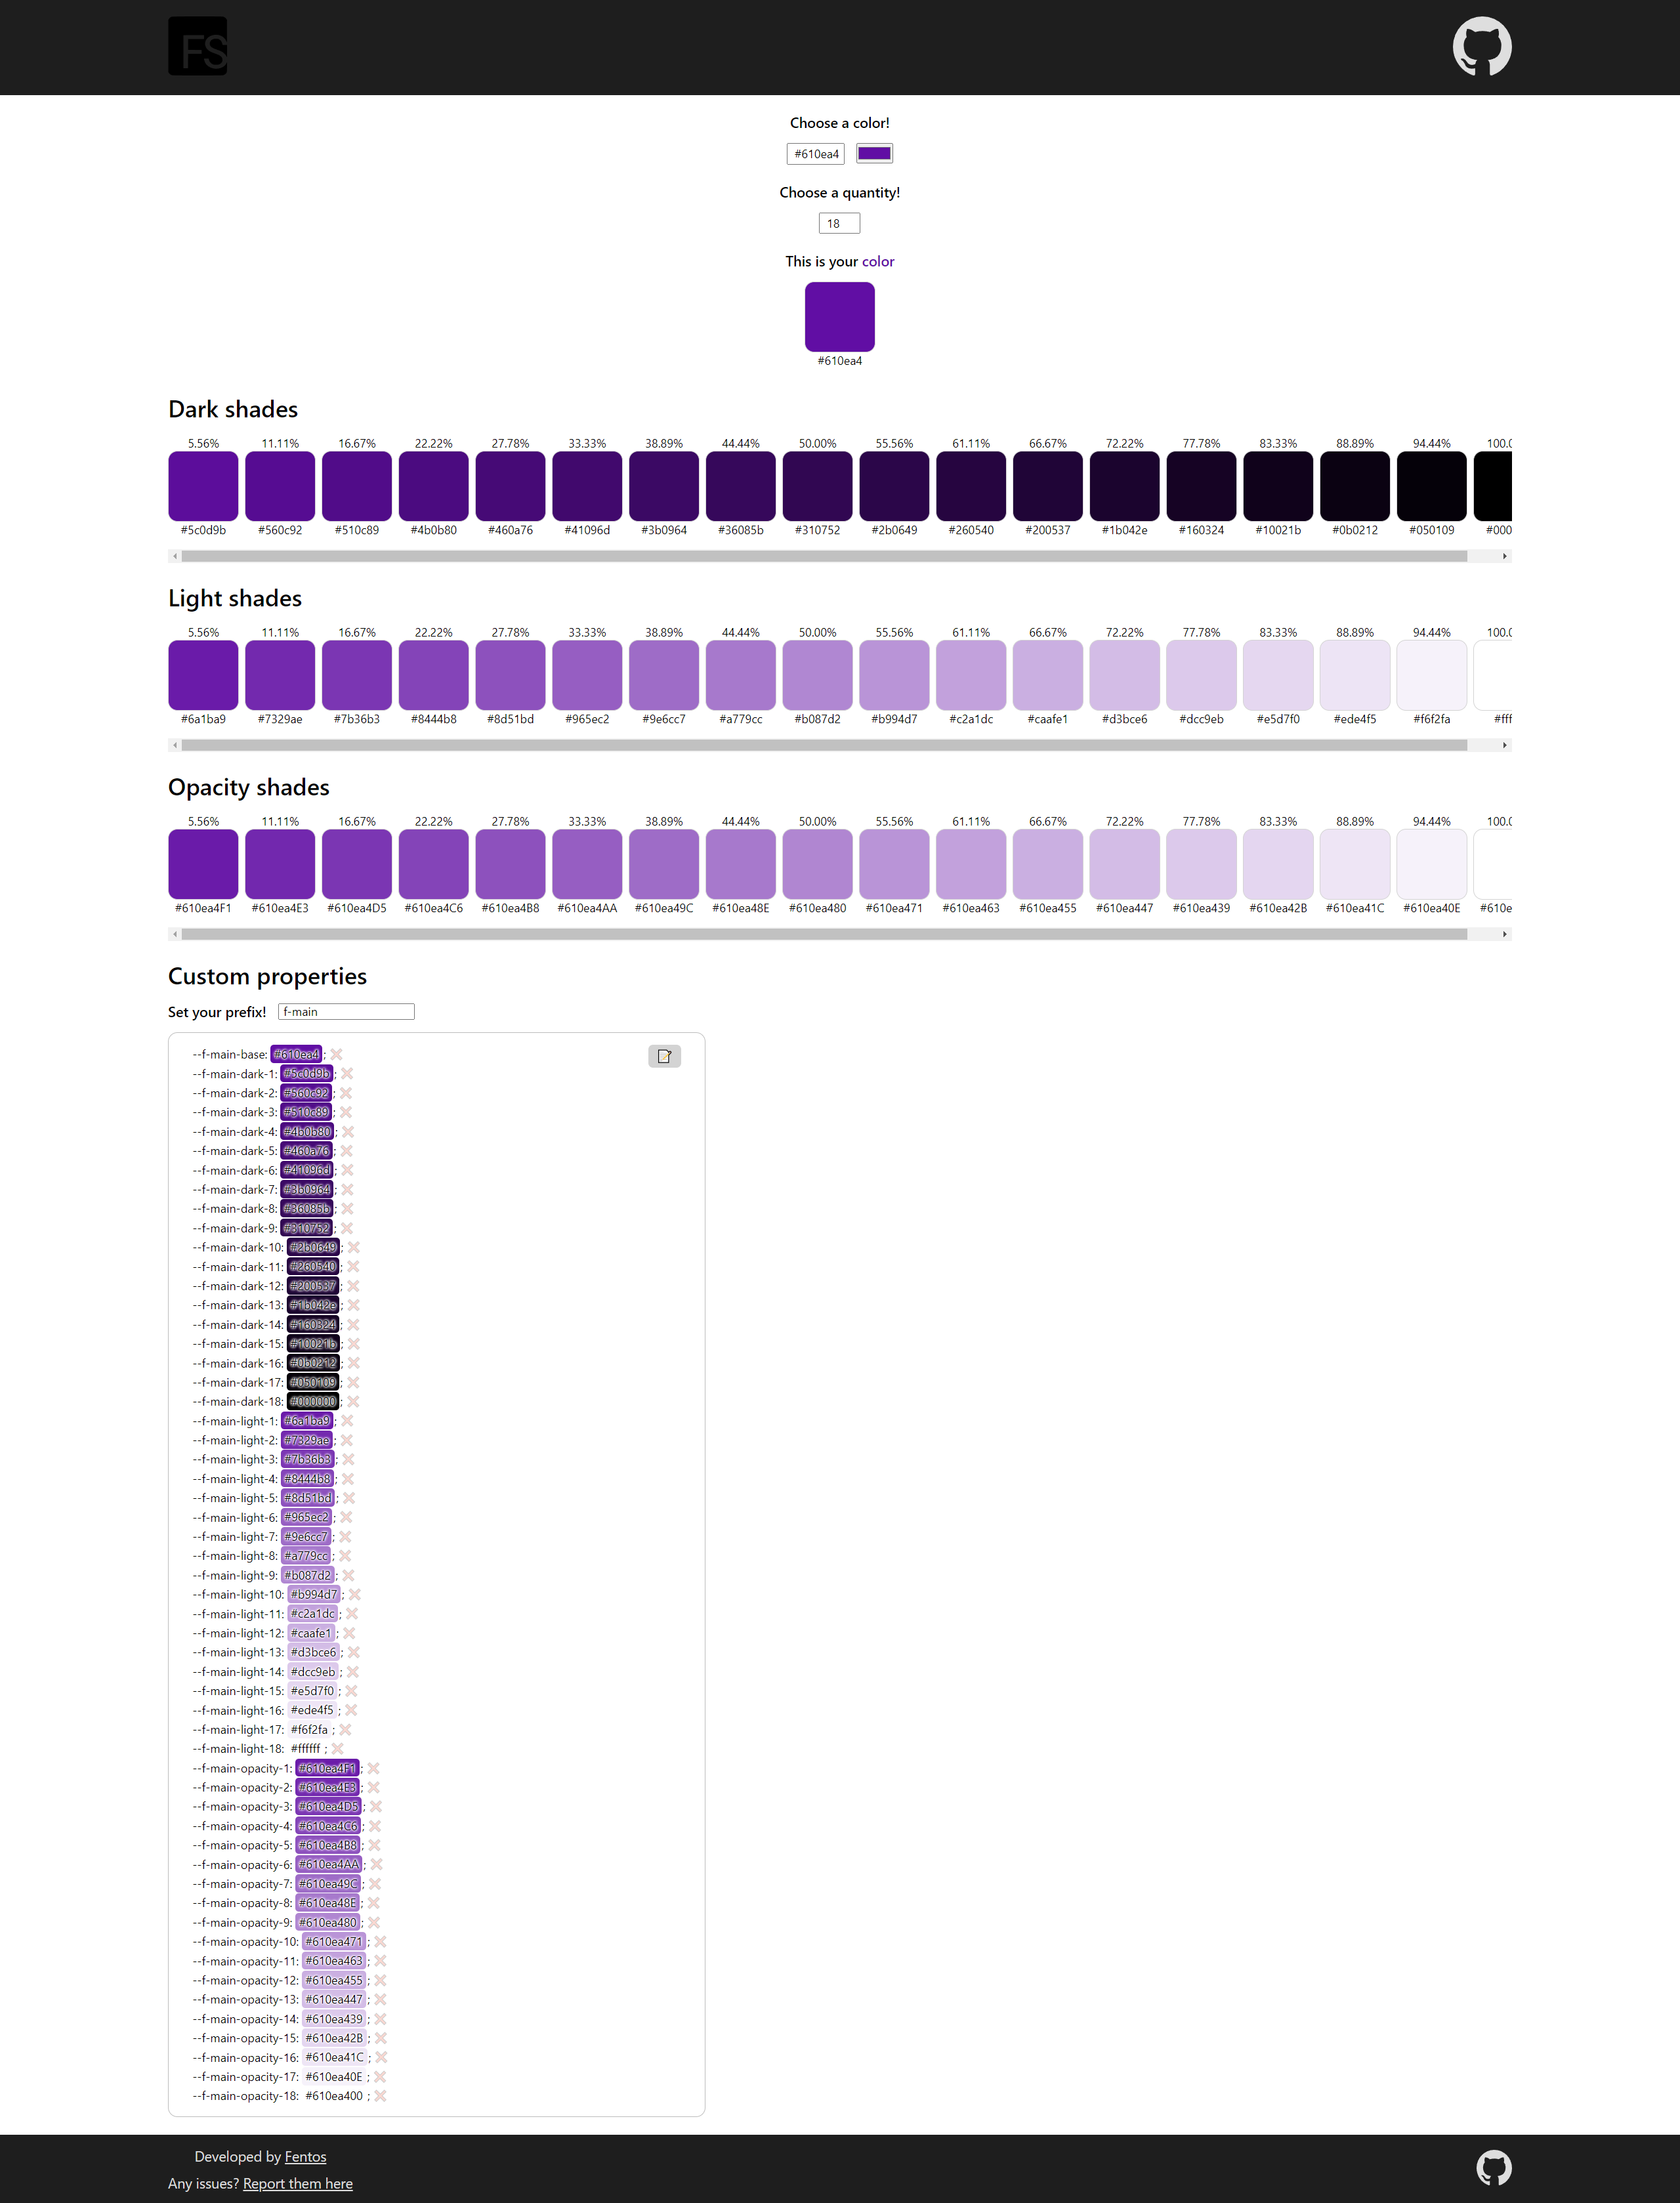 FS
Choose a color!
#610ea4
Choose a quantity!
18
This is your color
#610ea4
Dark shades
5.56% 11.11% 16.67% 22.22% 27.78% 33.33% 38.89% 44.44% 50.00% 55.56% 61.11% 66.67% 72.22% 77.78% 83.33% 88.89% 94.44% 100.0
#5c0d9b #560c92 #510c89 #4b0b80 #460a76 #41096d #3b0964 #36085b #310752 #2b0649 #260540 #200537 #1b042e #160324 #10021b #0b0212 #050109 #000
Light shades
5.56% 11.11% 16.67% 22.22% 27.78% 33.33% 38.89% 44.44% 50.00% 55.56% 61.11% 66.67% 72.22% 77.78% 83.33% 88.89% 94.44% 100.0
#6a1ba9 #7329ae #7b36b3 #8444b8 #8d51bd #965ec2 #9e6cc7 #a779cc #b087d2 #b994d7 #c2a1dc #caafe1 #d3bce6 #dcc9eb #e5d7f0 #ede4f5 #f6f2fa #fff
Opacity shades
5.56% 11.11% 16.67% 22.22% 27.78% 33.33% 38.89% 44.44% 50.00% 55.56% 61.11% 66.67% 72.22% 77.78% 83.33% 88.89% 94.44% 100.0
#610ea4F1 #610ea4E3 #610ea4D5 #610ea4C6 #610ea4B8 #610ea4AA #610ea49C #610ea48E #610ea480 #610ea471 #610ea463 #610ea455 #610ea447 #610ea439 #610ea42B #610ea41C #610ea40E #610e
Custom properties
Set your prefix! f-main
--f-main-base: #610ea4 ;
--f-main-dark-1: #5c0d9b ;
--f-main-dark-2: #560c92 ;
--f-main-dark-3: #510c89 ;
--f-main-dark-4: #4b0b80 ;
--f-main-dark-5: #460a76 ;
--f-main-dark-6: #41096d ;
--f-main-dark-7: #3b0964 ;
--f-main-dark-8: #36085b ;
--f-main-dark-9: #310752 ;
--f-main-dark-10: #2b0649 ;
--f-main-dark-11: #260540 ;
--f-main-dark-12: #200537 ;
--f-main-dark-13: #1b042e ;
--f-main-dark-14: #160324 ;
--f-main-dark-15: #10021b ;
--f-main-dark-16: #0b0212 ;
--f-main-dark-17: #050109 ;
--f-main-dark-18: #000000 ;
--f-main-light-1: #6a1ba9 ;
--f-main-light-2: #7329ae ;
--f-main-light-3: #7b36b3 ;
--f-main-light-4: #8444b8 ;
--f-main-light-5: #8d51bd ;
--f-main-light-6: #965ec2 ;
--f-main-light-7: #9e6cc7 ;
--f-main-light-8: #a779cc ;
--f-main-light-9: #b087d2 ;
--f-main-light-10: #b994d7 ;
--f-main-light-11: #c2a1dc ;
--f-main-light-12: #caafe1 ;
--f-main-light-13: #d3bce6 ;
--f-main-light-14: #dcc9eb ;
--f-main-light-15: #e5d7f0 ;
--f-main-light-16: #ede4f5 ;
--f-main-light-17: #f6f2fa ;
--f-main-light-18: #ffffff ;
--f-main-opacity-1: #610ea4F1 ;
--f-main-opacity-2: #610ea4E3 ;
--f-main-opacity-3: #610ea4D5 ;
--f-main-opacity-4: #610ea4C6 ;
--f-main-opacity-5: #610ea4B8 ;
--f-main-opacity-6: #610ea4AA ;
--f-main-opacity-7: #610ea49C ;
--f-main-opacity-8: #610ea48E ;
--f-main-opacity-9: #610ea480 ;
--f-main-opacity-10: #610ea471 ;
--f-main-opacity-11: #610ea463 ;
--f-main-opacity-12: #610ea455 ;
--f-main-opacity-13: #610ea447 ;
--f-main-opacity-14: #610ea439 ;
--f-main-opacity-15: #610ea42B ;
--f-main-opacity-16: #610ea41C ;
--f-main-opacity-17: #610ea40E ;
--f-main-opacity-18: #610ea400 ;
Developed by Fentos
Any issues? Report them here